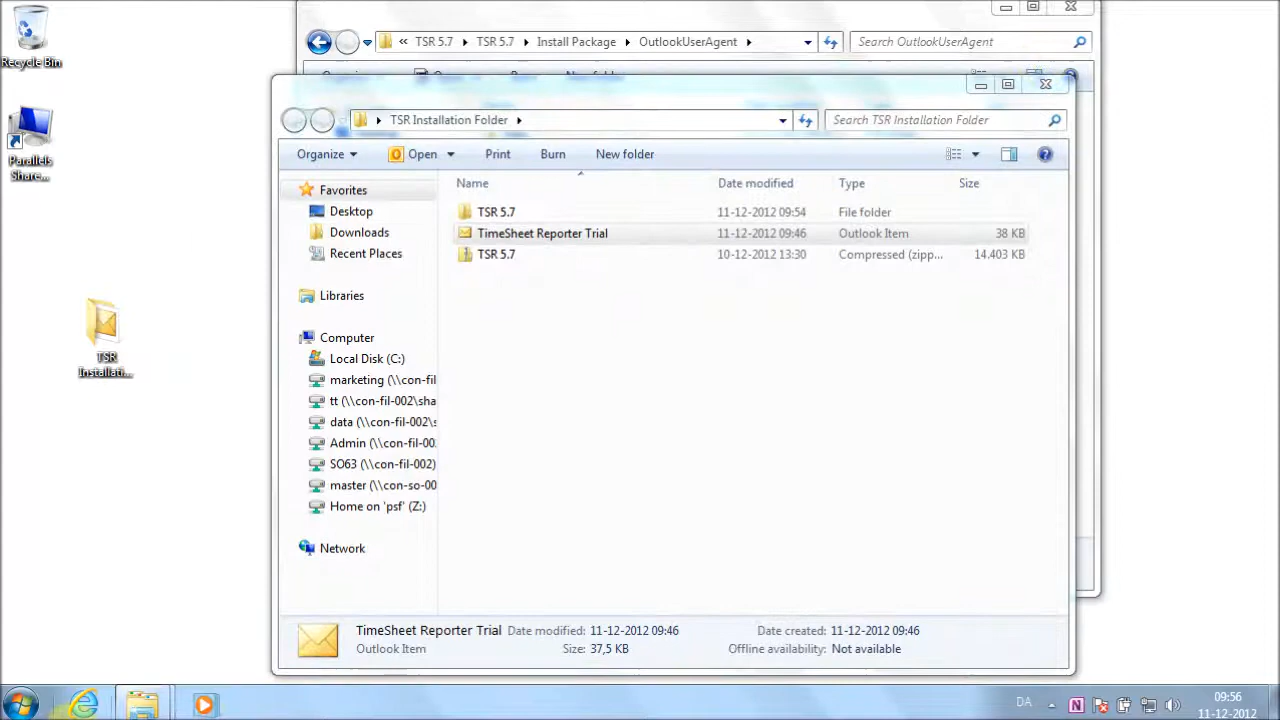 Recycle Bin
Parallels
Share...
TSR
Installati...
« TSR 5.7 TSR 5.7 Install Package OutlookUserAgent
Search OutlookUserAgent
TSR Installation Folder
Search TSR Installation Folder
Organize Open Print Burn New folder
Name Date modified Type Size
TSR 5.7 11-12-2012 09:54 File folder
TimeSheet Reporter Trial 11-12-2012 09:46 Outlook Item 38 KB
TSR 5.7 10-12-2012 13:30 Compressed (zipp... 14.403 KB
Favorites
Desktop
Downloads
Recent Places
Libraries
Computer
Local Disk (C:)
marketing (\\con-fil
tt (\\con-fil-002\sha
data (\\con-fil-002\s
Admin (\\con-fil-00
SO63 (\\con-fil-002)
master (\\con-so-00
Home on 'psf' (Z:)
Network
TimeSheet Reporter Trial Date modified: 11-12-2012 09:46 Date created: 11-12-2012 09:46
Outlook Item Size: 37,5 KB Offline availability: Not available
DA
09:56
11-12-2012